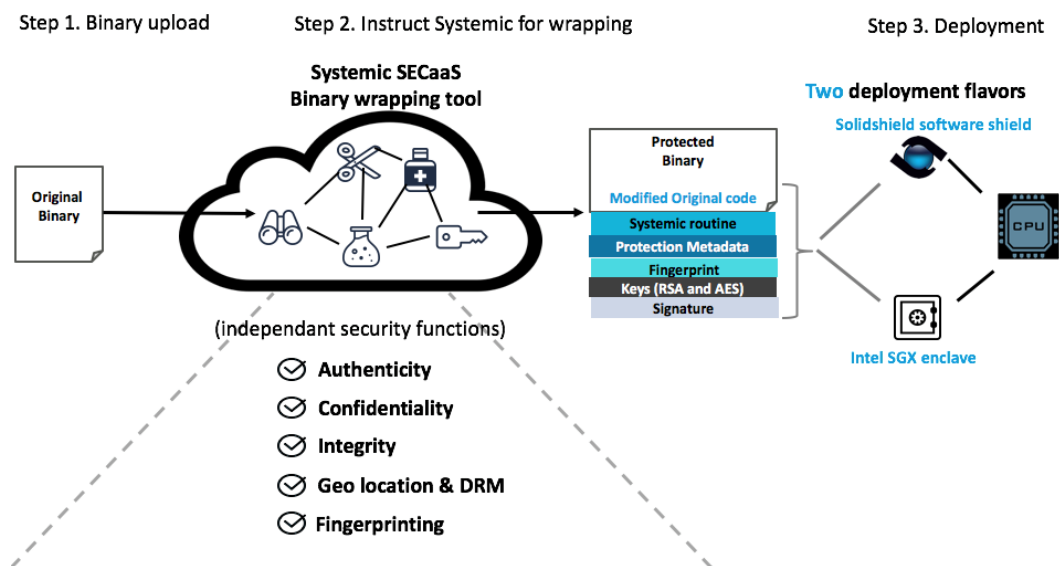 Step 1. Binary upload
Step 2. Instruct Systemic for wrapping
Step 3. Deployment
Systemic SECaaS
Binary wrapping tool
Two deployment flavors
Solidshield software shield
Original
Binary
Protected
Binary
Modified Original code
Systemic routine
Protection Metadata
Fingerprint
Keys (RSA and AES)
Signature
CPU
Intel SGX enclave
(independant security functions)
Authenticity
Confidentiality
Integrity
Geo location & DRM
Fingerprinting